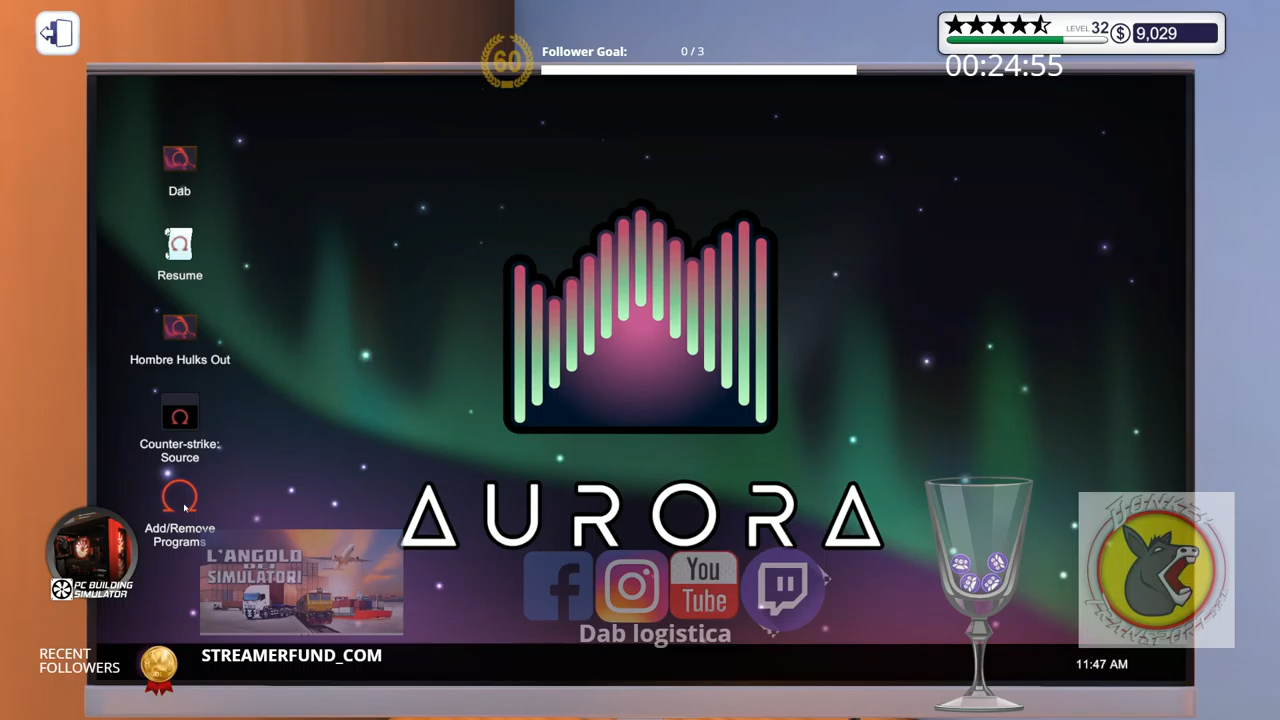 60
Follower Goal:
0 / 3
LEVEL 32
$ 9,029
00:24:55
Dab
Resume
Hombre Hulks Out
Counter-strike:
Source
Add/Remove
Programs
AURORA
PC BUILDING
SIMULATOR
L'ANGOLO
DEI
SIMULATORI
You
Tube
Dab logistica
RECENT
FOLLOWERS
STREAMERFUND_COM
11:47 AM